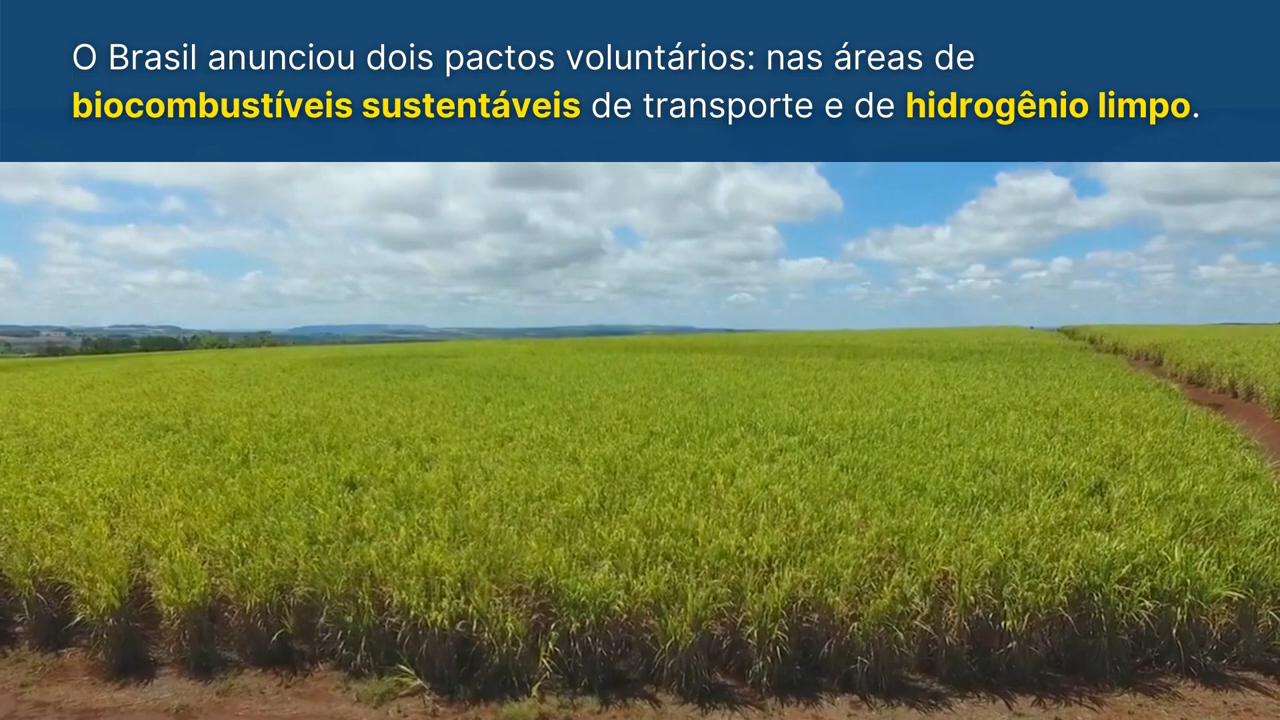 O Brasil anunciou dois pactos voluntários: nas áreas de
biocombustíveis sustentáveis de transporte e de hidrogênio limpo.